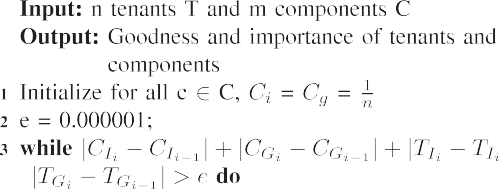 Input: n tenants T and m components C
Output: Goodness and importance of tenants and
components
1 Initialize for all c ∈ C, C_i = C_g = \frac{1}{n}
2 e = 0.000001;
3 while |C_{I_i} − C_{I_{i−1}}| + |C_{G_i} − C_{G_{i−1}}| + |T_{I_i} − T_{I_i}
|T_{G_i} − T_{G_{i−1}}| > e do